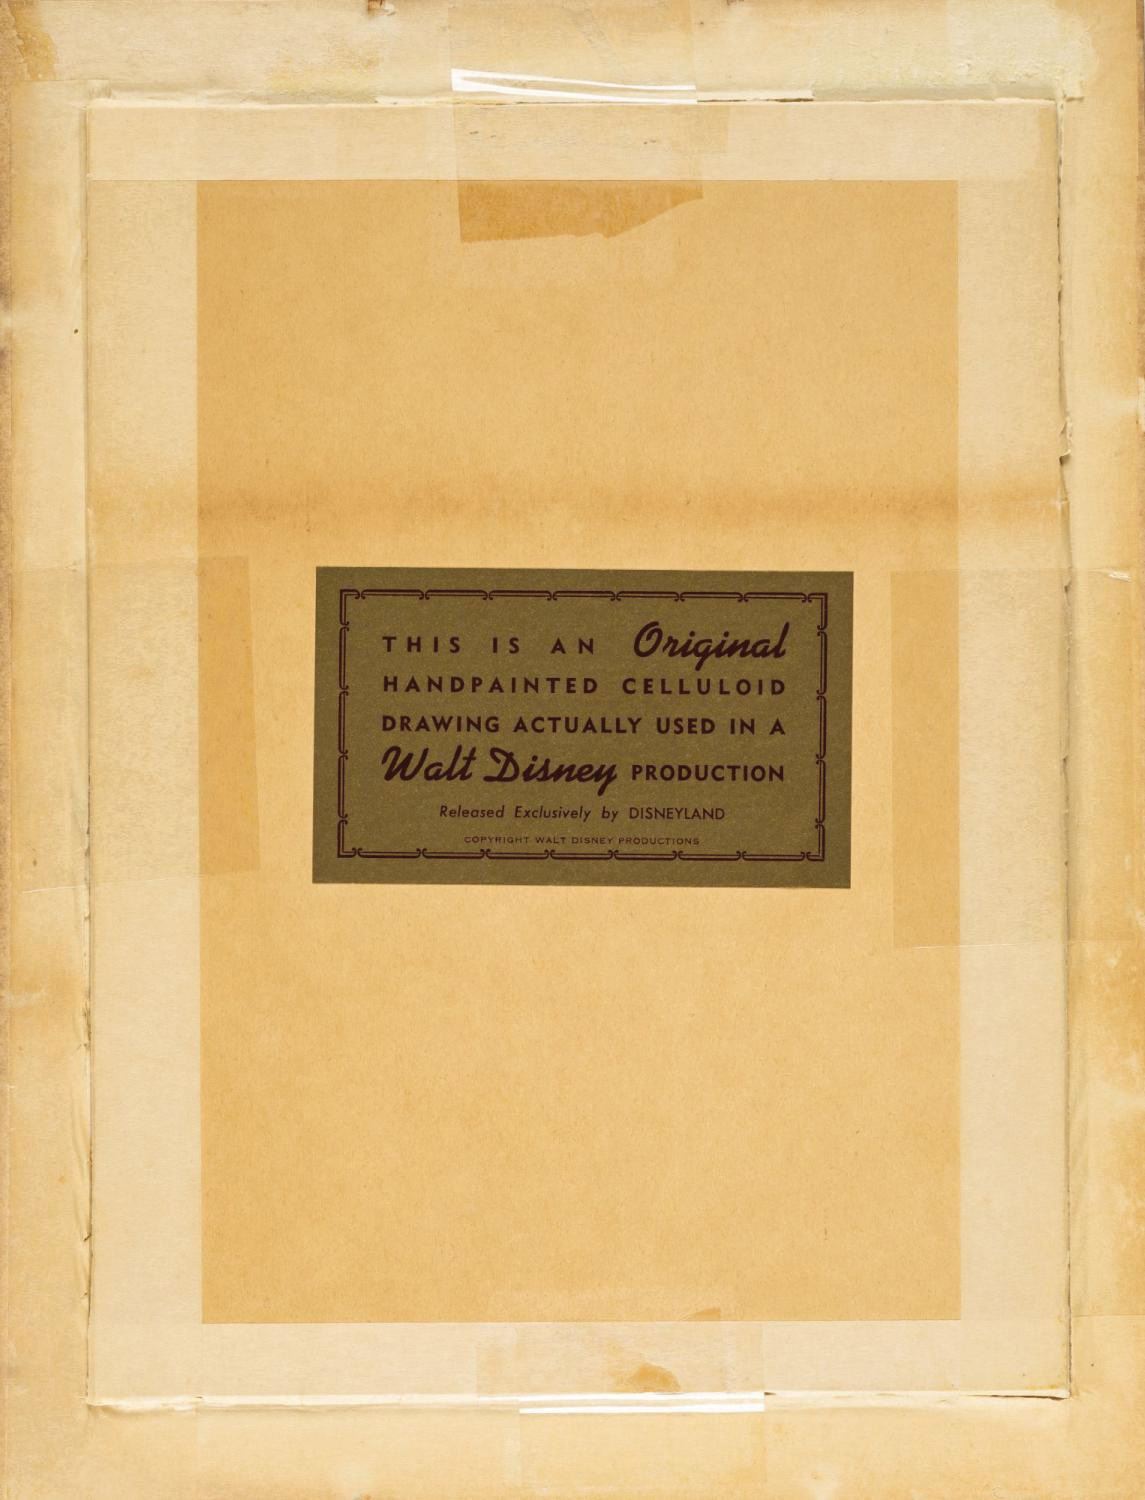 THIS IS AN Original
HANDPAINTED CELLULOID
DRAWING ACTUALLY USED IN A
Walt Disney PRODUCTION
Released Exclusively by DISNEYLAND
COPYRIGHT WALT DISNEY PRODUCTIONS